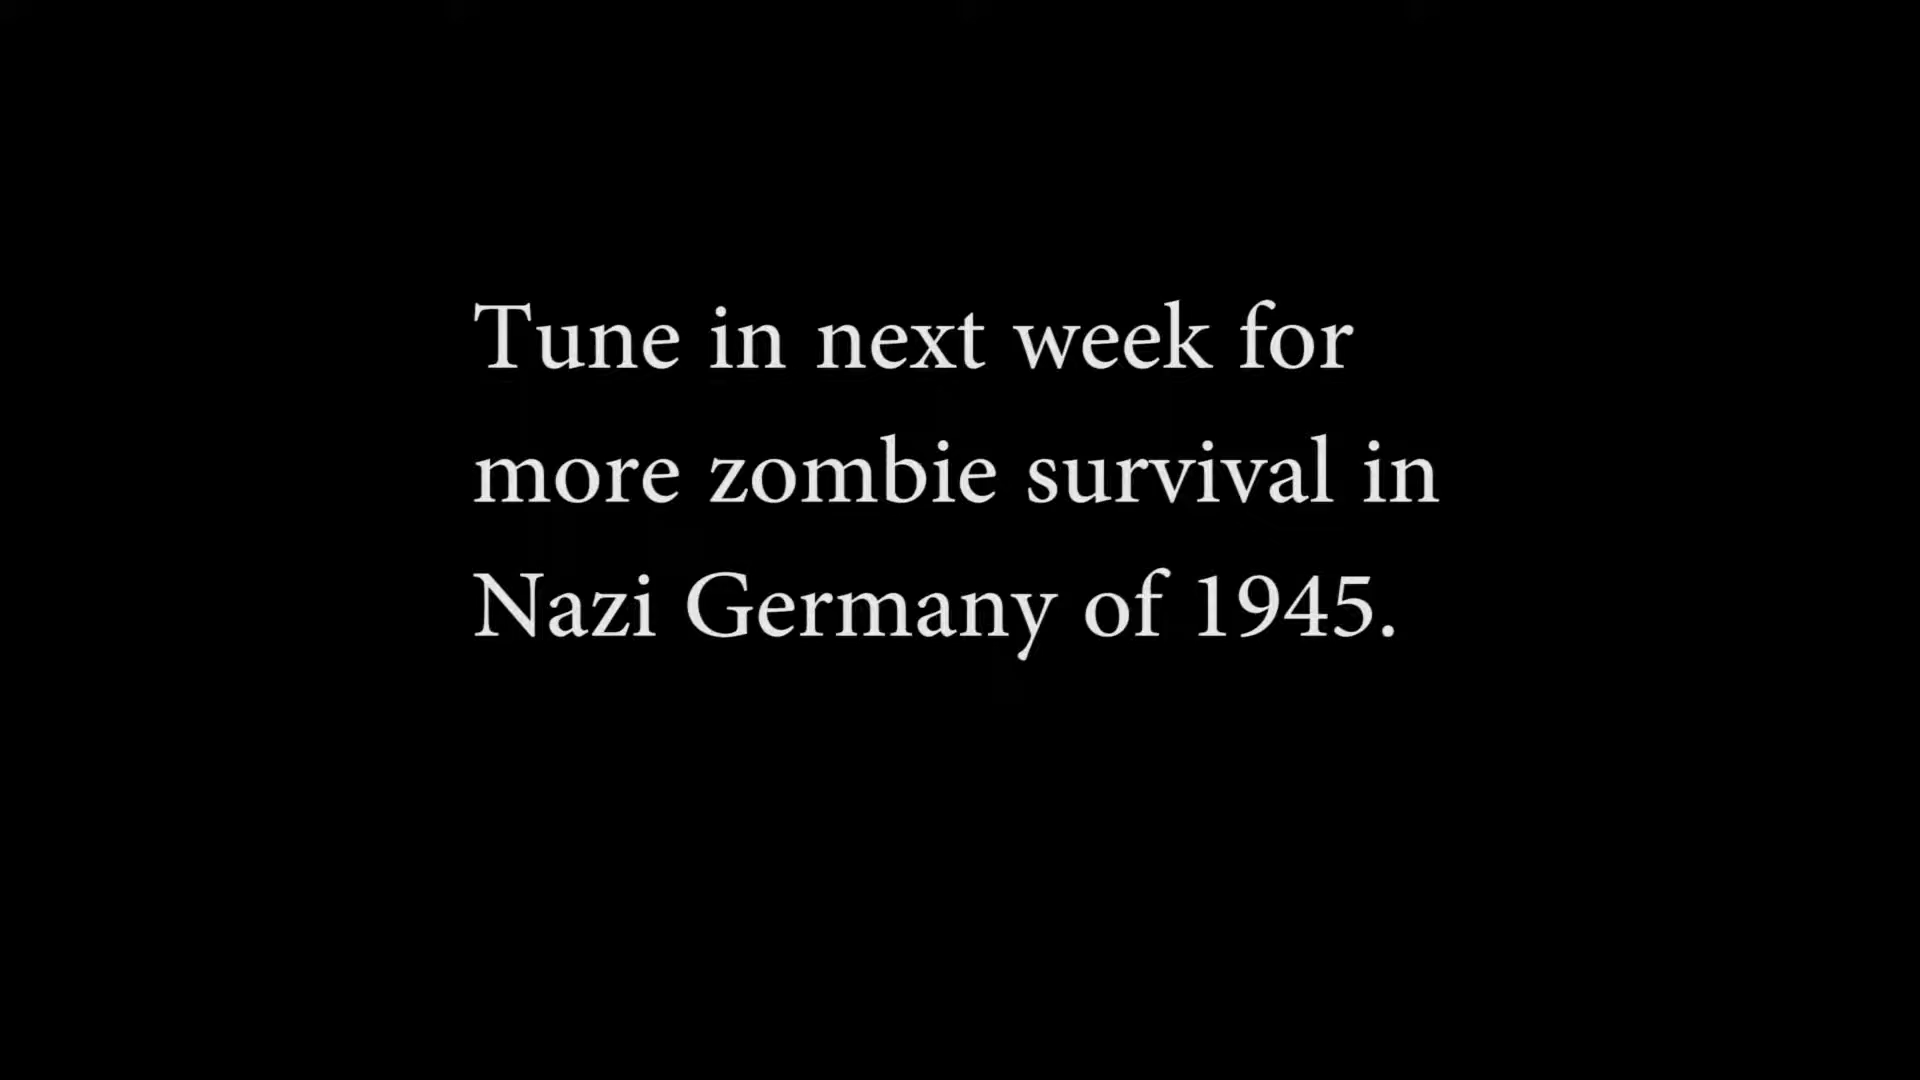 Tune in next week for
more zombie survival in
Nazi Germany of 1945.